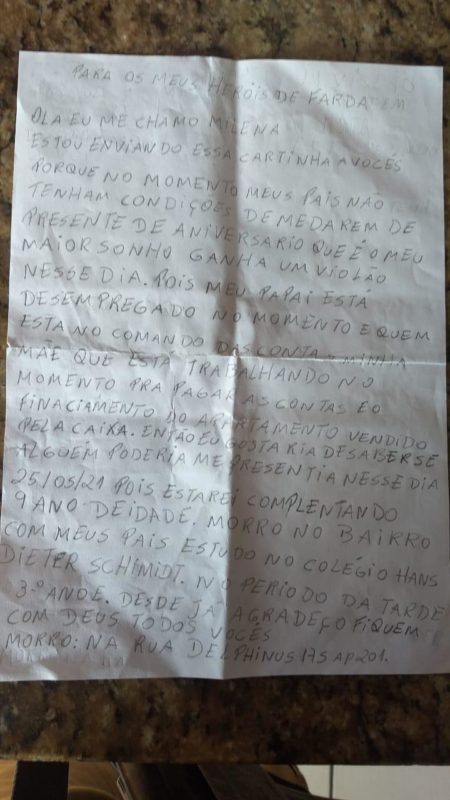 PARA OS MEUS HERÓIS DE FARDA
OLA EU ME CHAMO MILENA
ESTOU ENVIANDO ESSA CARTINHA A VOCÊS
PORQUE NO MOMENTO MEUS PAIS NÃO
TENHAM CONDIÇÕES DE MEDAREM DE
PRESENTE DE ANIVERSARIO QUE É O MEU
MAIOR SONHO GANHA UM VIOLÃO
NESSE DIA. POIS MEU PAPAI ESTÁ
DESEMPREGADO NO MOMENTO E QUEM
ESTA NO COMANDO DAS CONTA MINHA
MÃE QUE ESTÁ TRABALHANDO NO
MOMENTO PRA PAGAR AS CONTAS E O
FINACIAMENTO DO APARTAMENTO VENDIDO
PELA CAIXA. ENTÃO EU GOSTARIA DE SABER SE
ALGUEM PODERIA ME PRESENTIA NESSE DIA
25/05/21 POIS ESTAREI COMPLENTANDO
9 ANO DE IDADE. MORRO NO BAIRRO
COM MEUS PAIS ESTUDO NO COLÉGIO HANS
DIETER SCHIMIDT. NO PERIODO DA TARDE
3.º ANO E. DESDE JÁ AGRADEÇO FIQUEM
COM DEUS TODOS VOCÊS
MORRO: NA RUA DELPHINUS 175 AP 201.